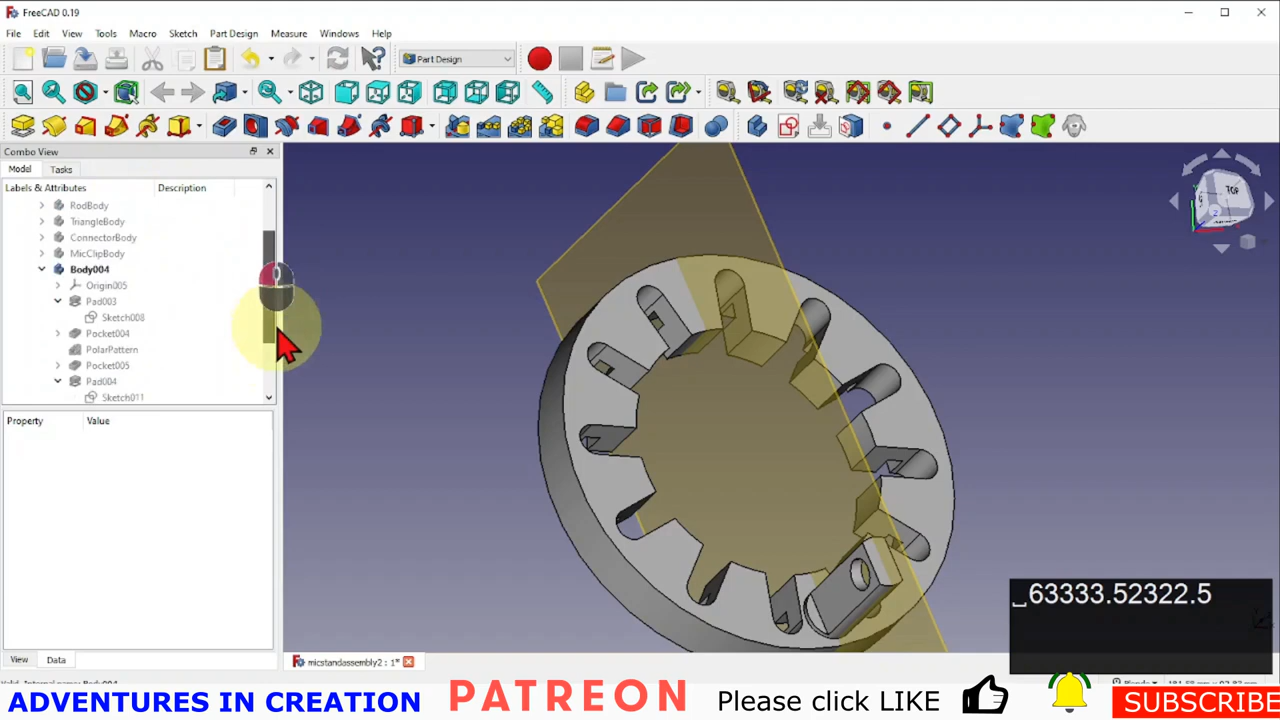 FreeCAD 0.19
File Edit View Tools Macro Sketch Part Design Measure Windows Help
Part Design
Combo View
Model Tasks
Labels & Attributes Description
RodBody
TriangleBody
ConnectorBody
MicClipBody
Body004
Origin005
Pad003
Sketch008
Pocket004
PolarPattern
Pocket005
Pad004
Sketch011
Property Value
TOP
␣63333.52322.5
View Data
micstandassembly2 : 1*
ADVENTURES IN CREATION PATREON Please click LIKE SUBSCRIBE